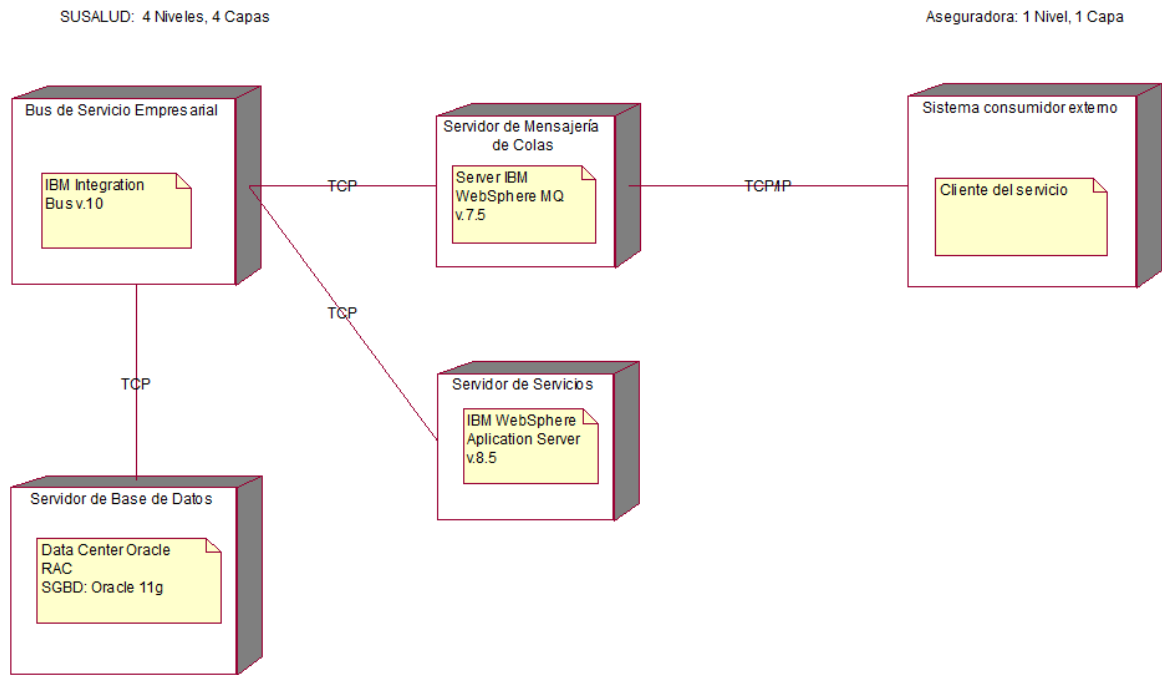 SUSALUD:  4 Niveles, 4 Capas
Aseguradora: 1 Nivel, 1 Capa
Bus de Servicio Empresarial
IBM Integration
Bus v.10
TCP
Servidor de Mensajería
de Colas
Server IBM
WebSphere MQ
v.7.5
TCP/IP
Sistema consumidor externo
Cliente del servicio
TCP
TCP
Servidor de Servicios
IBM WebSphere
Aplication Server
v.8.5
Servidor de Base de Datos
Data Center Oracle
RAC
SGBD: Oracle 11g